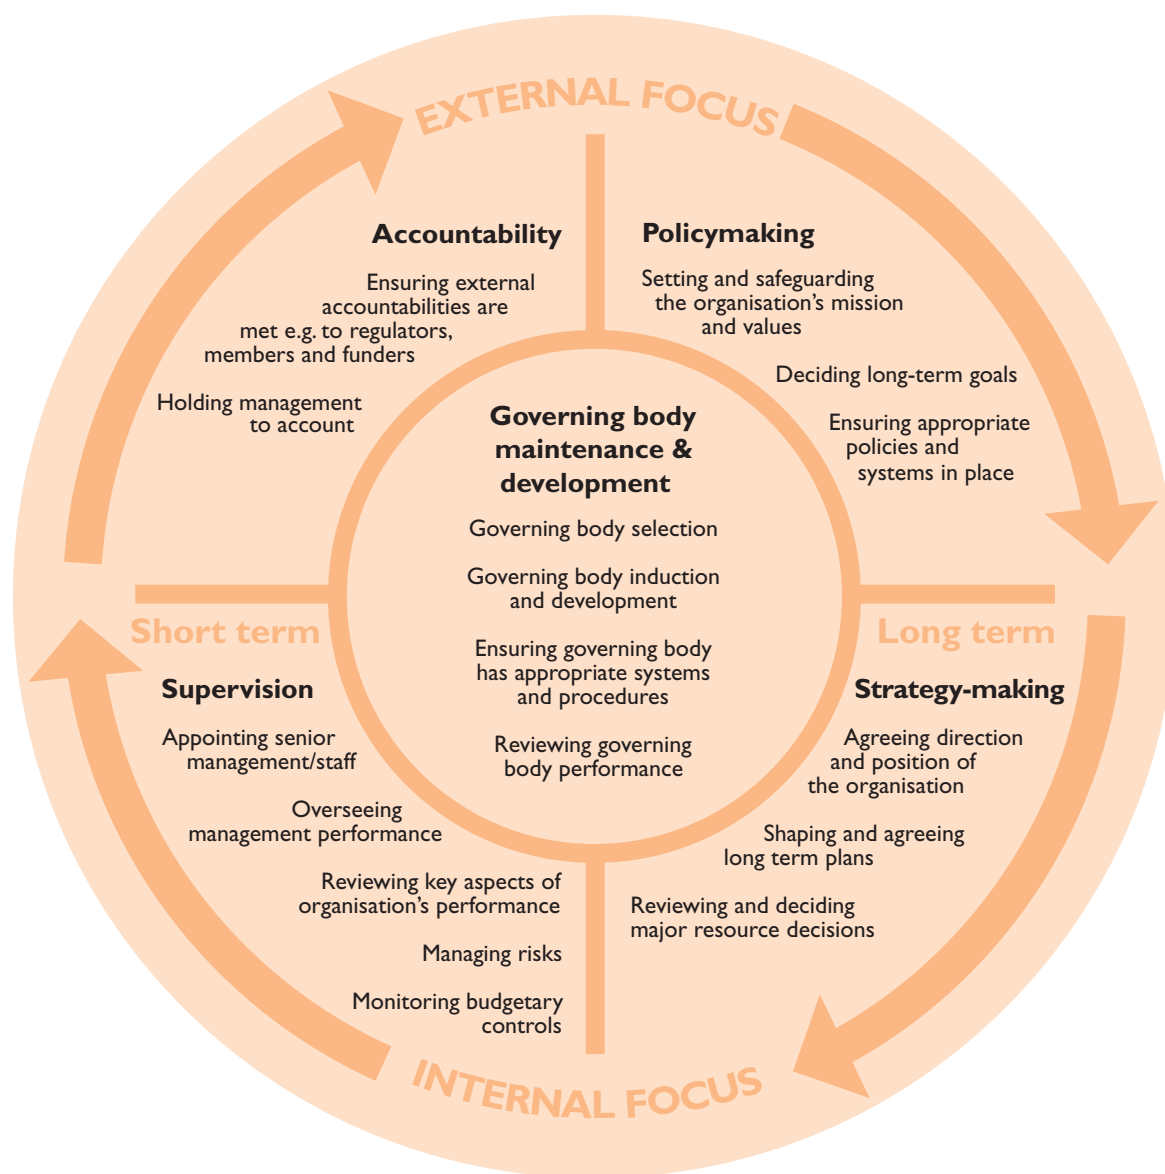 EXTERNAL FOCUS
Accountability
Ensuring external
accountabilities are
met e.g. to regulators,
members and funders
Holding management
to account
Policymaking
Setting and safeguarding
the organisation’s mission
and values
Deciding long-term goals
Ensuring appropriate
policies and
systems in place
Governing body
maintenance &
development
Governing body selection
Governing body induction
and development
Ensuring governing body
has appropriate systems
and procedures
Reviewing governing
body performance
Short term
Long term
Supervision
Appointing senior
management/staff
Overseeing
management performance
Reviewing key aspects of
organisation’s performance
Managing risks
Monitoring budgetary
controls
Strategy-making
Agreeing direction
and position of
the organisation
Shaping and agreeing
long term plans
Reviewing and deciding
major resource decisions
INTERNAL FOCUS